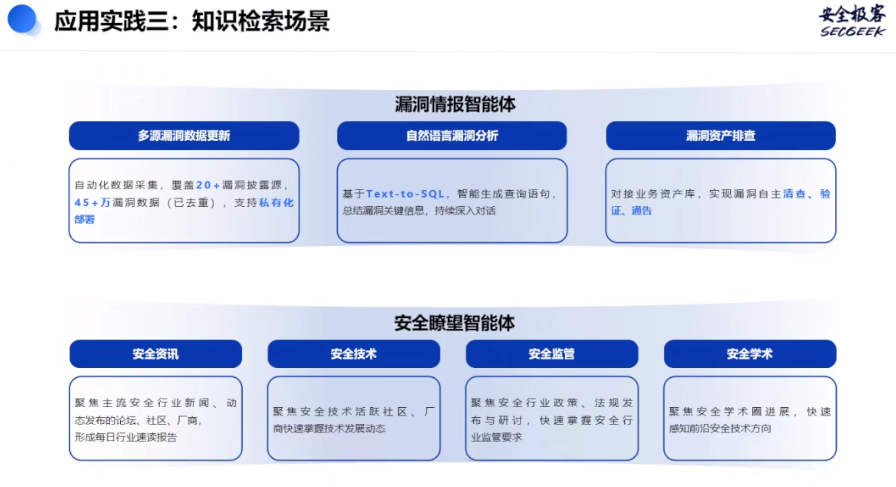 应用实践三：知识检索场景
安全极客
SECGEEK
漏洞情报智能体
多源漏洞数据更新
自动化数据采集，覆盖20+漏洞披露源，
45+万漏洞数据（已去重），支持私有化
部署
自然语言漏洞分析
基于Text-to-SQL，智能生成查询语句，
总结漏洞关键信息，持续深入对话
漏洞资产排查
对接业务资产库，实现漏洞自主清查、验
证、通告
安全瞭望智能体
安全资讯
聚焦主流安全行业新闻、动
态发布的论坛、社区、厂商，
形成每日行业速读报告
安全技术
聚焦安全技术活跃社区、厂
商快速掌握技术发展动态
安全监管
聚焦安全行业政策、法规发
布与研讨，快速掌握安全行
业监管要求
安全学术
聚焦安全学术圈进展，快速
感知前沿安全技术方向